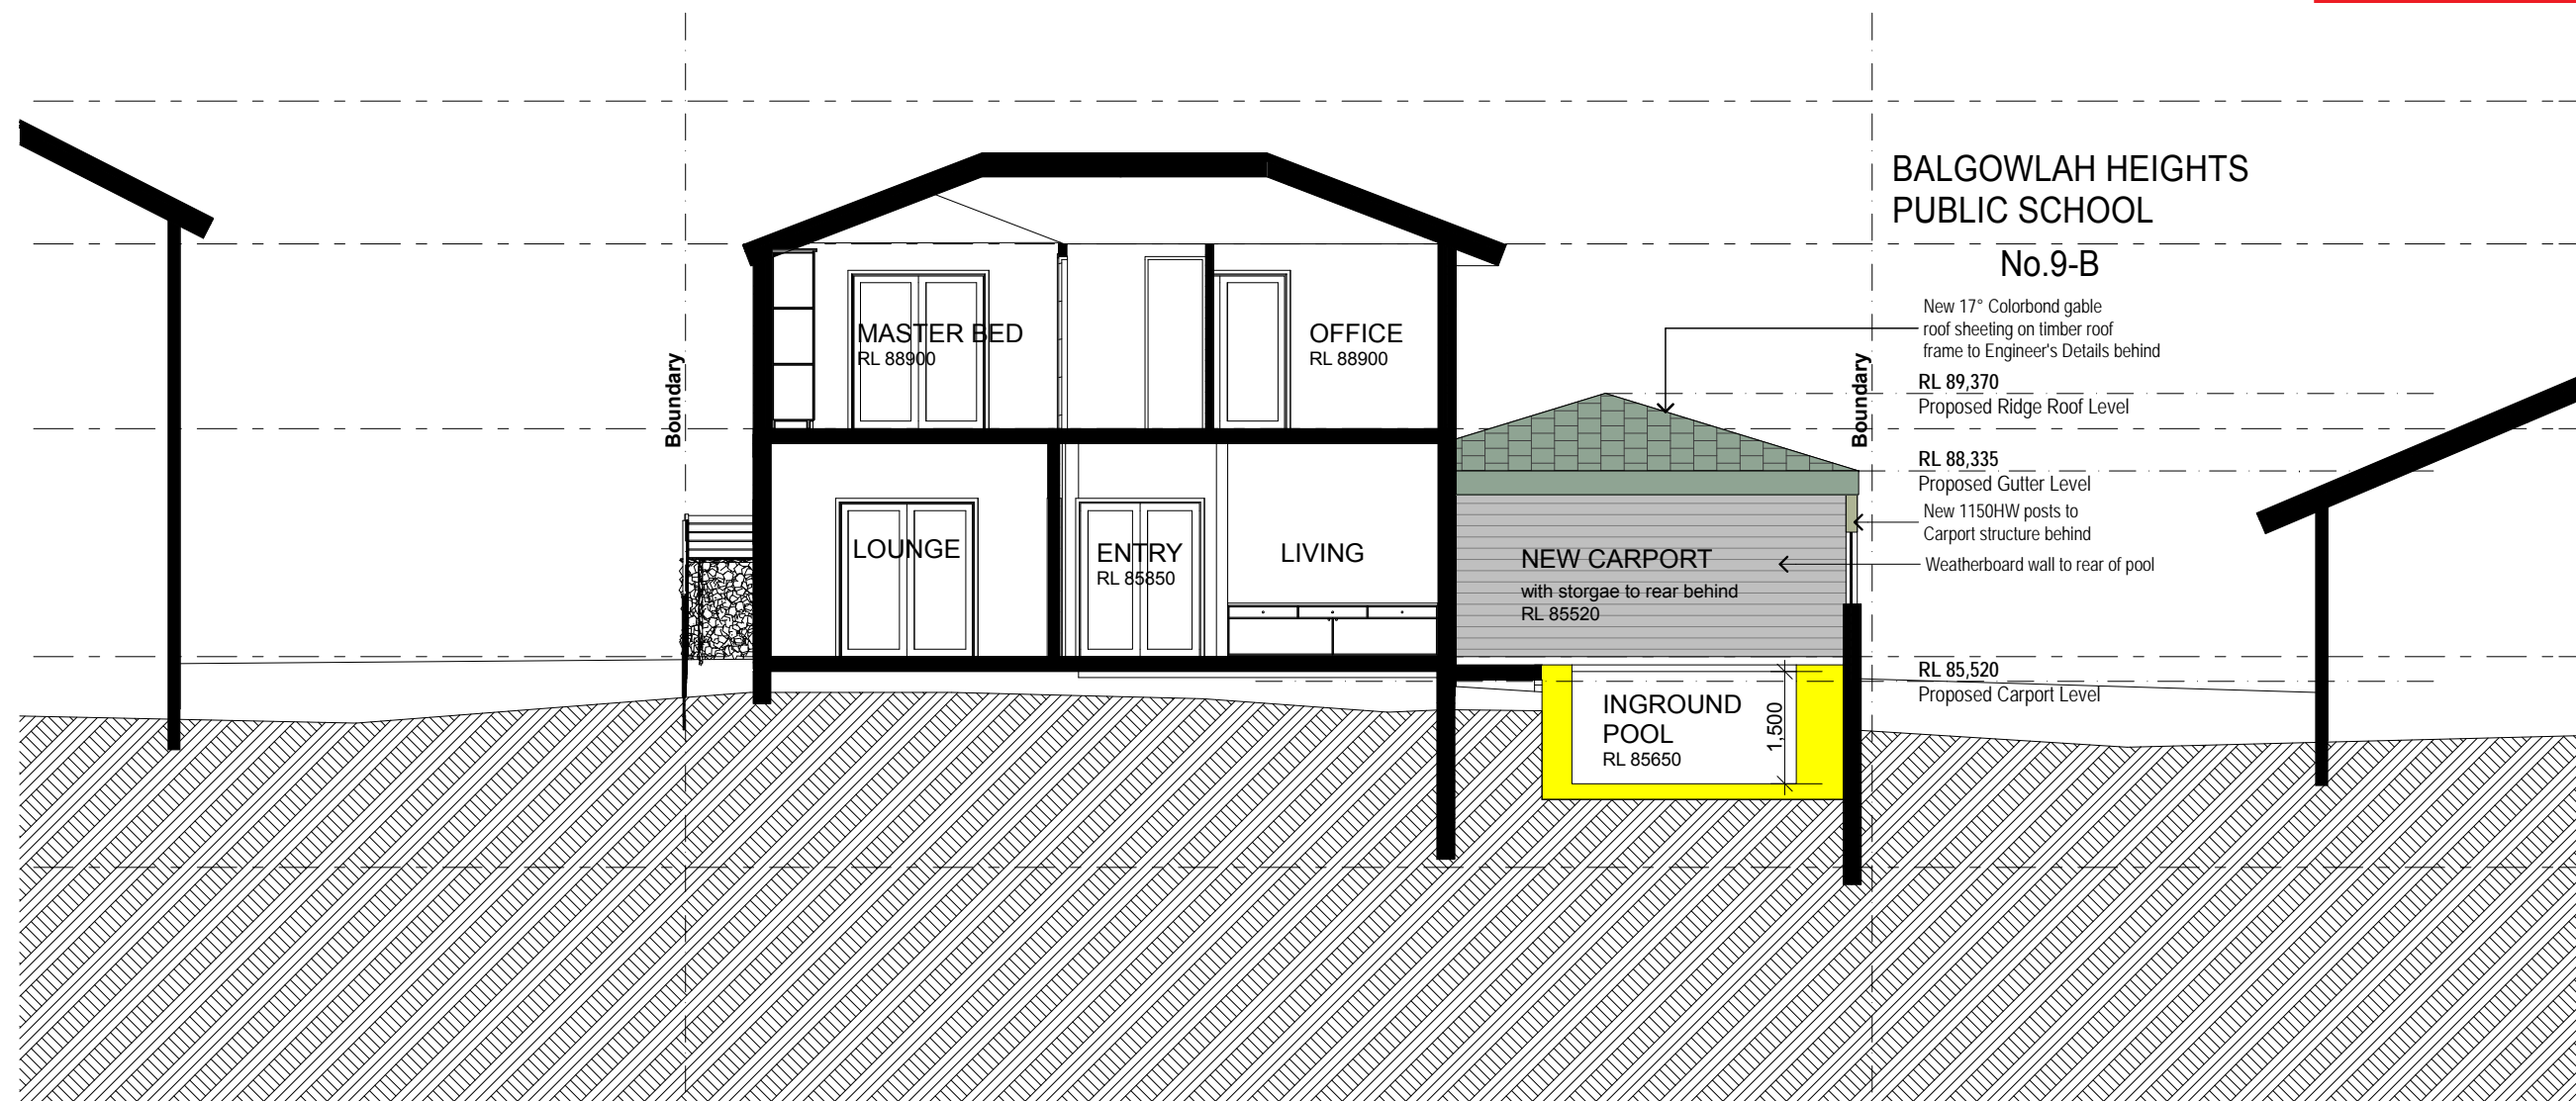 BALGOWLAH HEIGHTS
PUBLIC SCHOOL
No.9-B
New 17° Colorbond gable
roof sheeting on timber roof
frame to Engineer's Details behind
MASTER BED
RL 88900
OFFICE
RL 88900
Boundary
Boundary
RL 89,370
Proposed Ridge Roof Level
RL 88,335
Proposed Gutter Level
New 1150HW posts to
Carport structure behind
Weatherboard wall to rear of pool
LOUNGE
ENTRY
RL 85850
LIVING
NEW CARPORT
with storgae to rear behind
RL 85520
RL 85,520
Proposed Carport Level
INGROUND
POOL
RL 85650
1,500